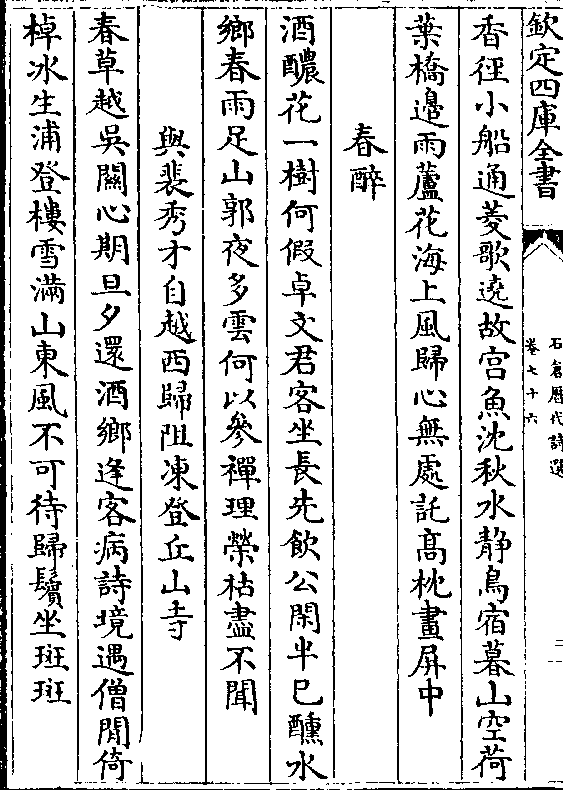 欽定四庫全書
石倉歷代詩選
卷七十六
二
香徑小船通菱歌遶故宫魚沈秋水静鳥宿暮山空荷
葉橋邉雨蘆花海上風歸心無處託髙枕畫屏中
春醉
酒醲花一樹何假卓文君客坐長先飲公閑半已醺水
鄉春雨足山郭夜多雲何以參禪理榮枯盡不聞
與裴秀才自越西歸阻凍登丘山寺
春草越吳闗心期旦夕還酒鄉逢客病詩境遇僧閒倚
棹冰生浦登樓雪滿山東風不可待歸鬢坐斑斑